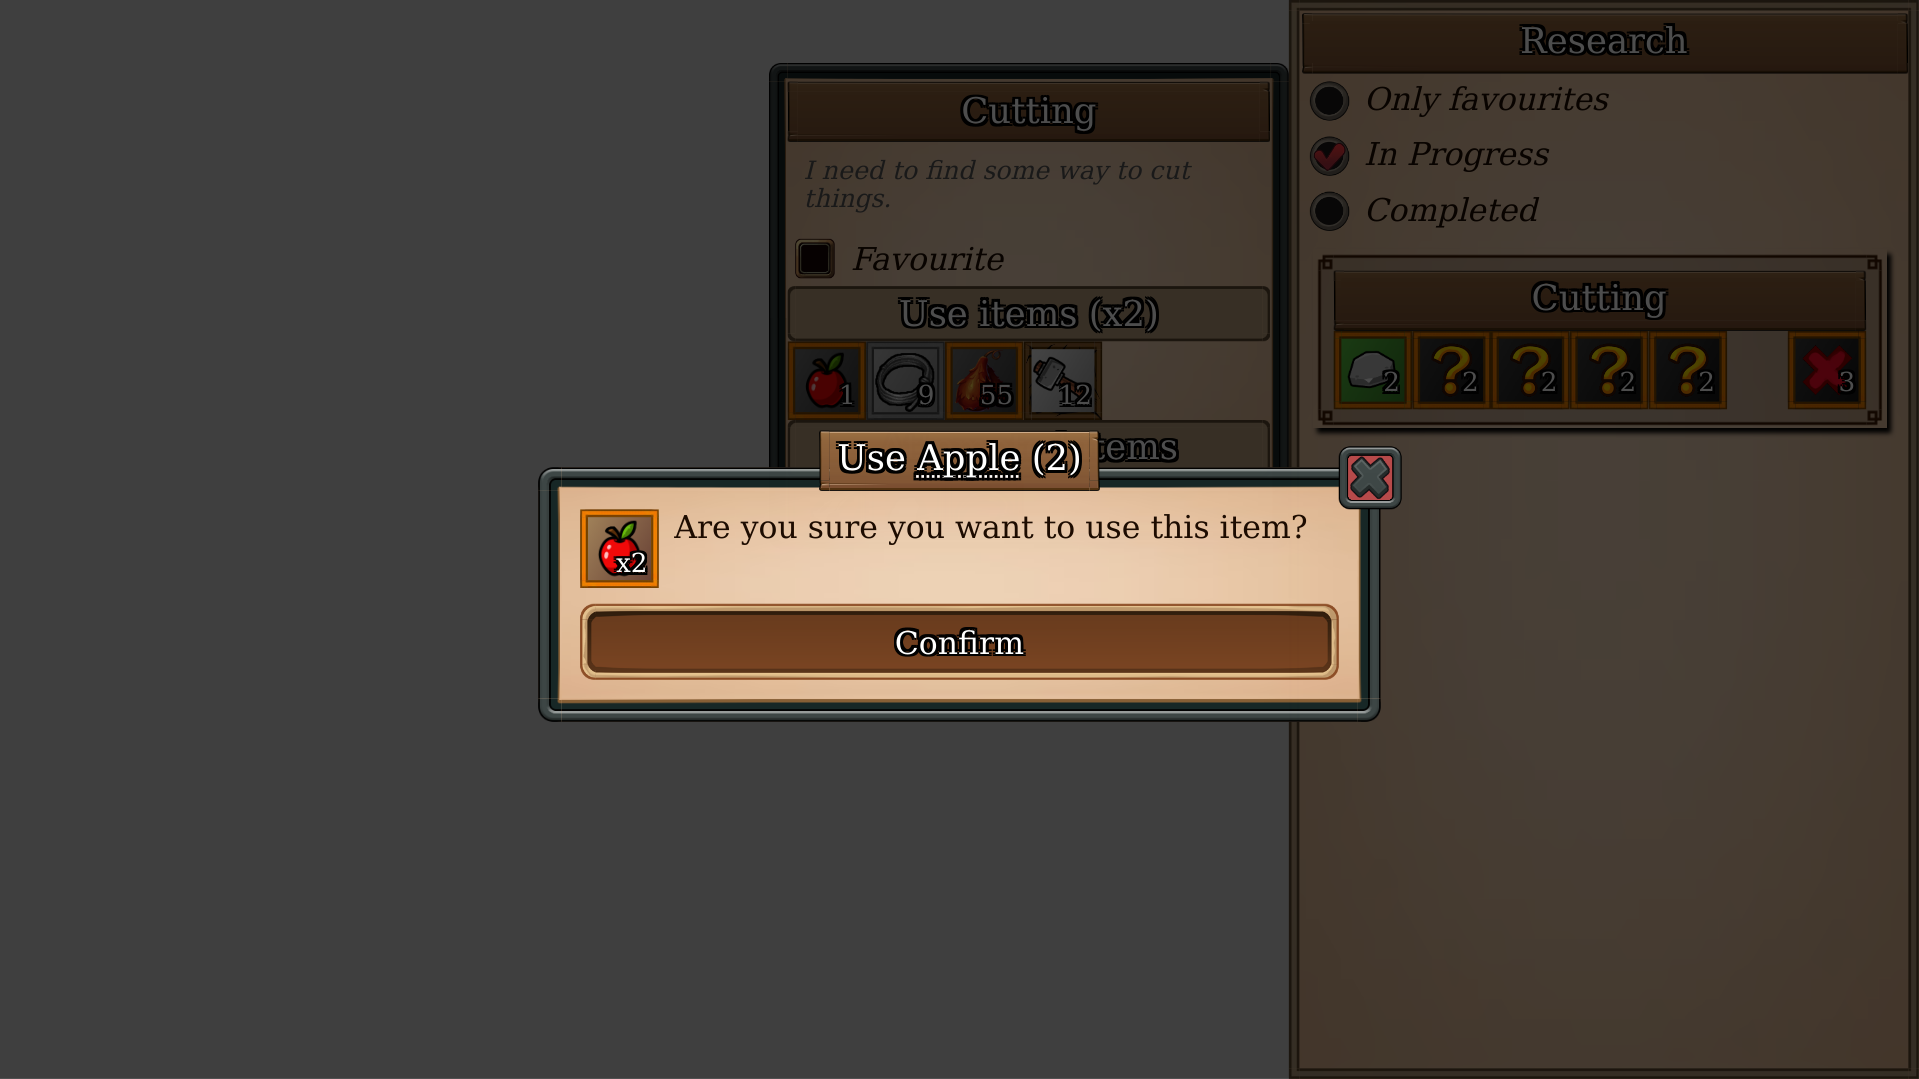 Research
Only favourites
In Progress
Completed
Cutting
2
2
2
2
2
3
Cutting
I need to find some way to cut
things.
Favourite
Use items (x2)
1
9
55
12
tems
Use Apple (2)
x2
Are you sure you want to use this item?
Confirm